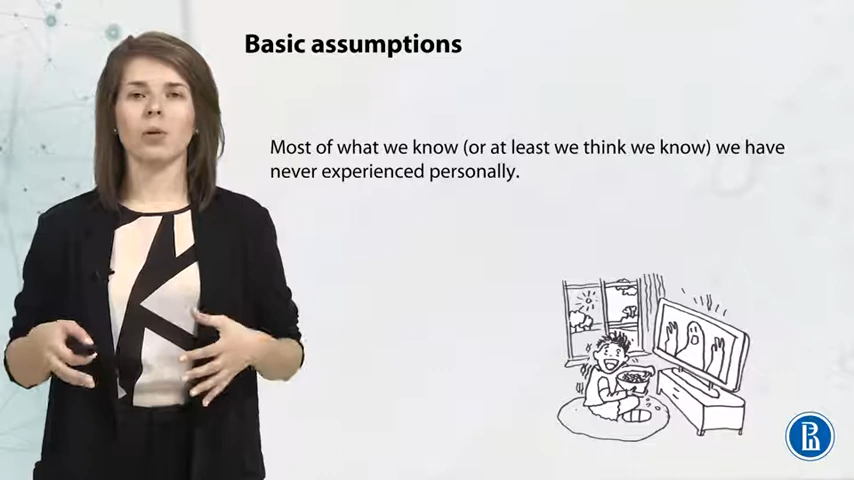 Basic assumptions
Most of what we know (or at least we think we know) we have
never experienced personally.